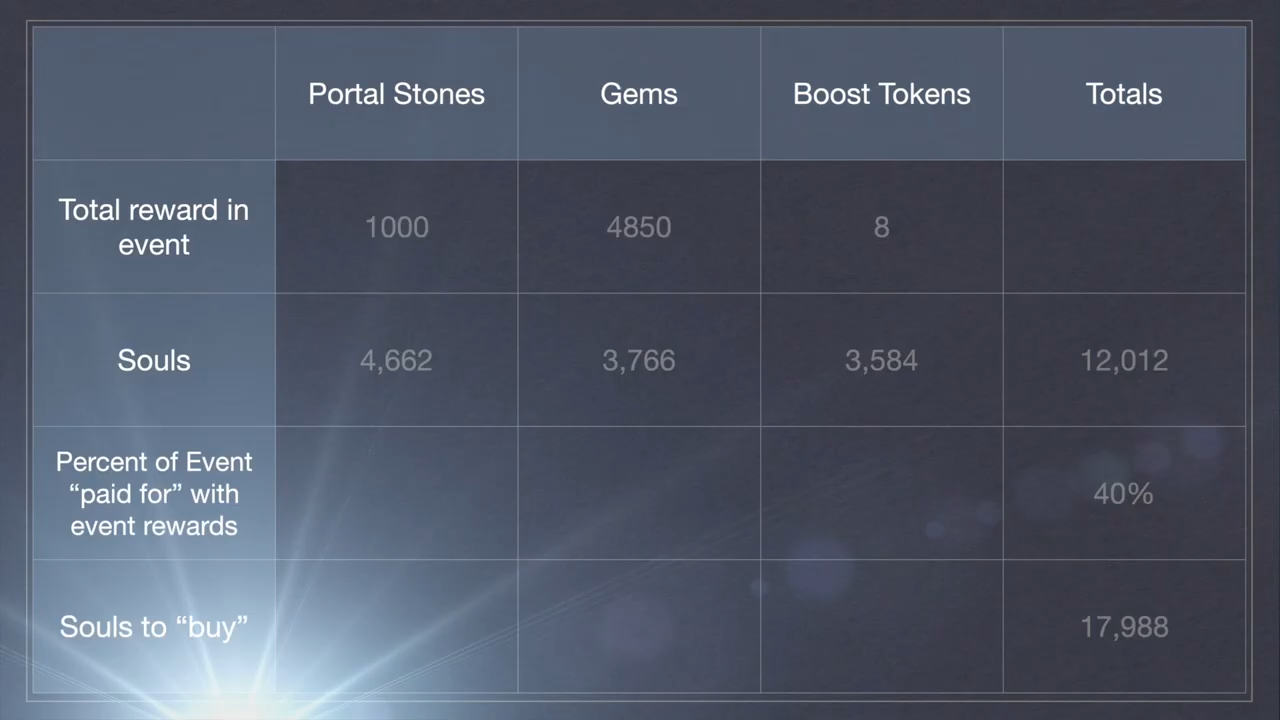 Portal Stones
Gems
Boost Tokens
Totals
Total reward in
event
1000
4850
8
Souls
4,662
3,766
3,584
12,012
Percent of Event
“paid for” with
event rewards
40%
Souls to “buy”
17,988